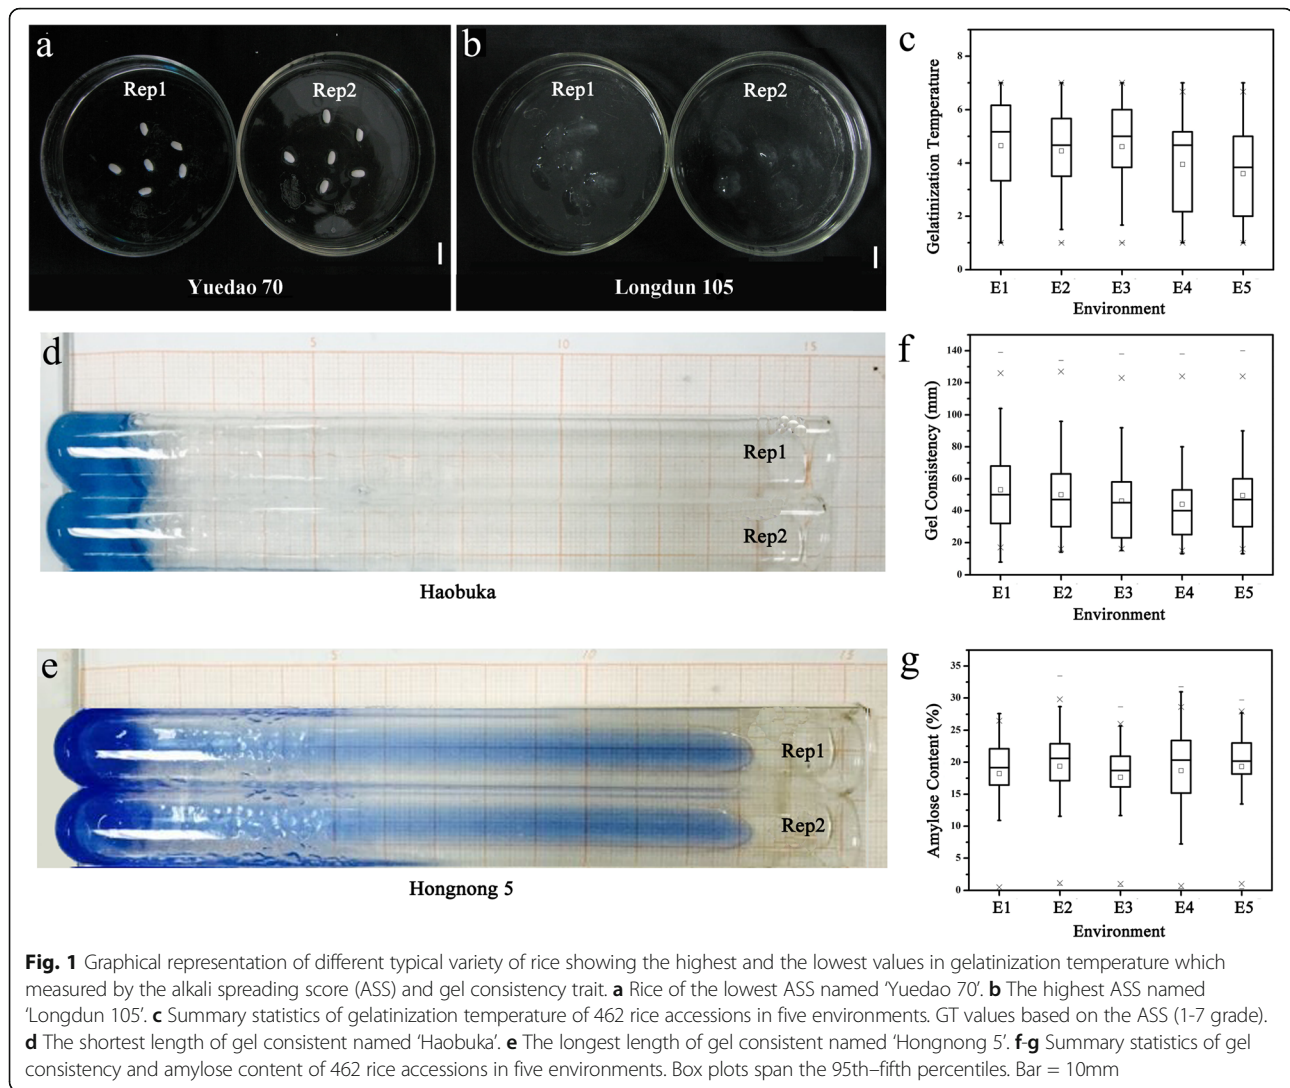 a
Rep1
Rep2
Yuedao 70
b
Rep1
Rep2
Longdun 105
c
Gelatinization Temperature
8
6
4
2
0
E1 E2 E3 E4 E5
Environment
d
5
10
15
Rep1
Rep2
Haobuka
f
Gel Consistency (mm)
140
120
100
80
60
40
20
0
E1 E2 E3 E4 E5
Environment
e
5
10
15
Rep1
Rep2
Hongnong 5
g
Amylose Content (%)
35
30
25
20
15
10
5
0
E1 E2 E3 E4 E5
Environment
Fig. 1 Graphical representation of different typical variety of rice showing the highest and the lowest values in gelatinization temperature which
measured by the alkali spreading score (ASS) and gel consistency trait. a Rice of the lowest ASS named ‘Yuedao 70’. b The highest ASS named
‘Longdun 105’. c Summary statistics of gelatinization temperature of 462 rice accessions in five environments. GT values based on the ASS (1-7 grade).
d The shortest length of gel consistent named ‘Haobuka’. e The longest length of gel consistent named ‘Hongnong 5’. f-g Summary statistics of gel
consistency and amylose content of 462 rice accessions in five environments. Box plots span the 95th–fifth percentiles. Bar = 10mm